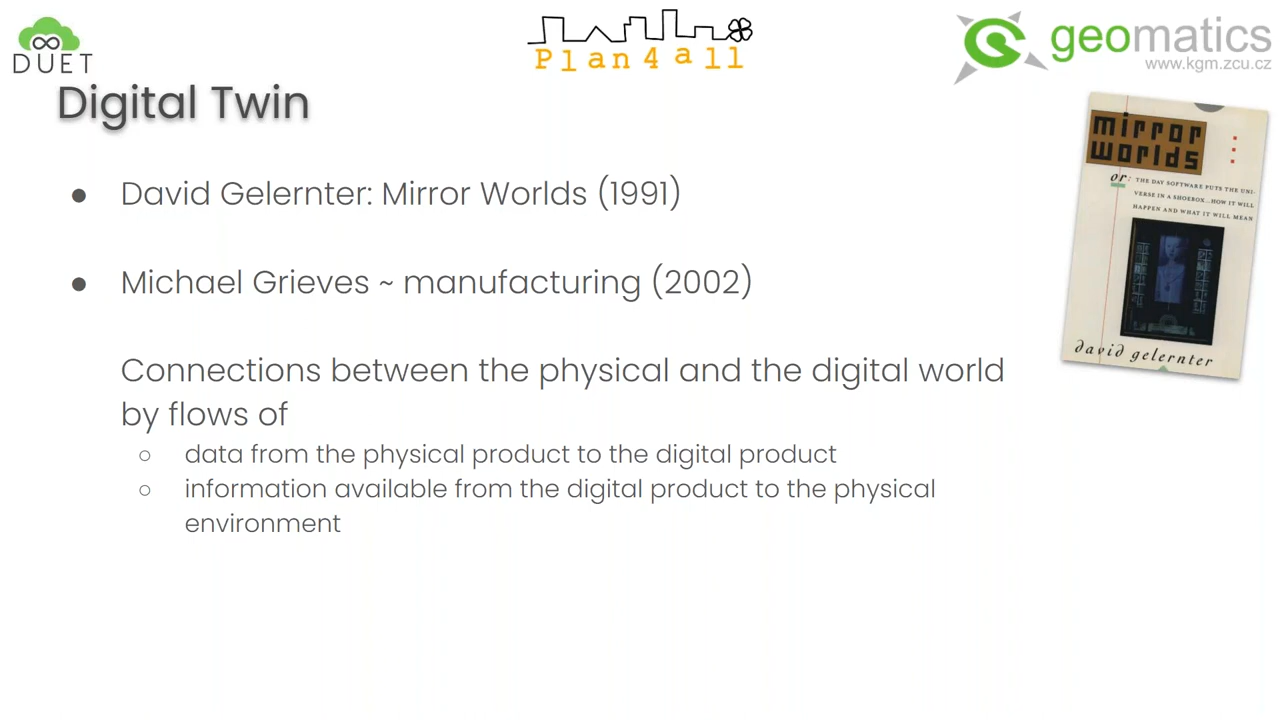 DUET
Plan4all
geomatics
www.kgm.zcu.cz
Digital Twin
● David Gelernter: Mirror Worlds (1991)
● Michael Grieves ~ manufacturing (2002)
Connections between the physical and the digital world
by flows of
○ data from the physical product to the digital product
○ information available from the digital product to the physical
environment
mirror
worlds
or: THE DAY SOFTWARE PUTS THE UNI-
VERSE IN A SHOEBOX...HOW IT WILL
HAPPEN AND WHAT IT WILL MEAN
david gelernter